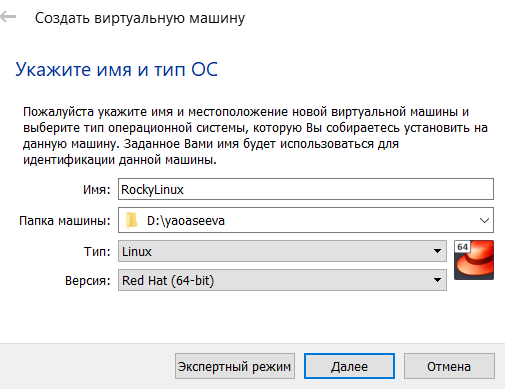 Создать виртуальную машину
Укажите имя и тип ОС
Пожалуйста укажите имя и местоположение новой виртуальной машины и
выберите тип операционной системы, которую Вы собираетесь установить на
данную машину. Заданное Вами имя будет использоваться для
идентификации данной машины.
Имя: RockyLinux
Папка машины: D:\yaoaseeva
Тип: Linux
64
Версия: Red Hat (64-bit)
Экспертный режим Далее Отмена